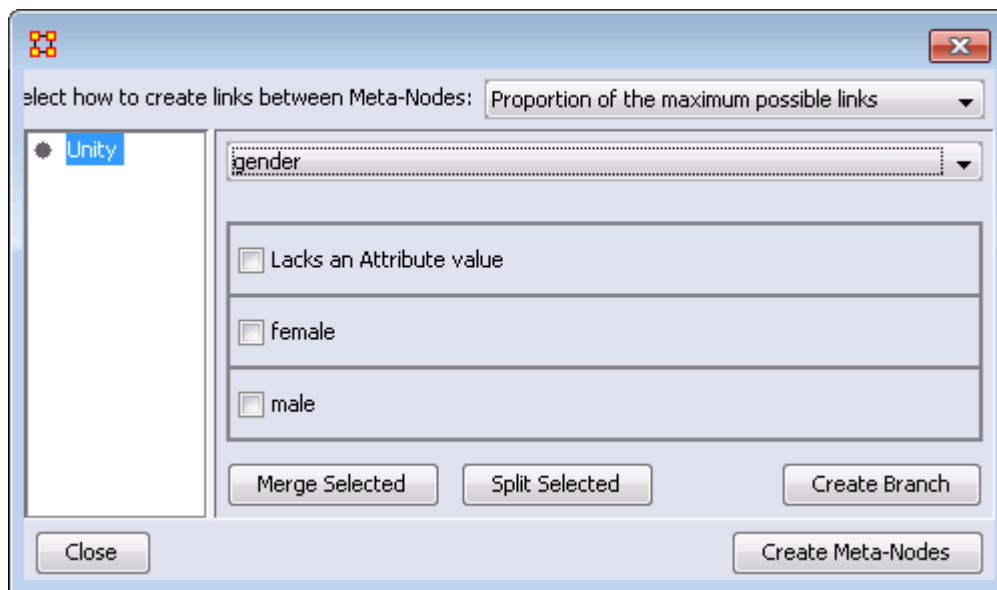 elect how to create links between Meta-Nodes: Proportion of the maximum possible links
Unity
gender
Lacks an Attribute value
female
male
Merge Selected Split Selected Create Branch
Close Create Meta-Nodes